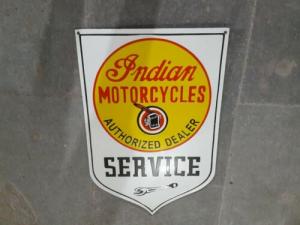 Indian
MOTORCYCLES
AUTHORIZED DEALER
SERVICE